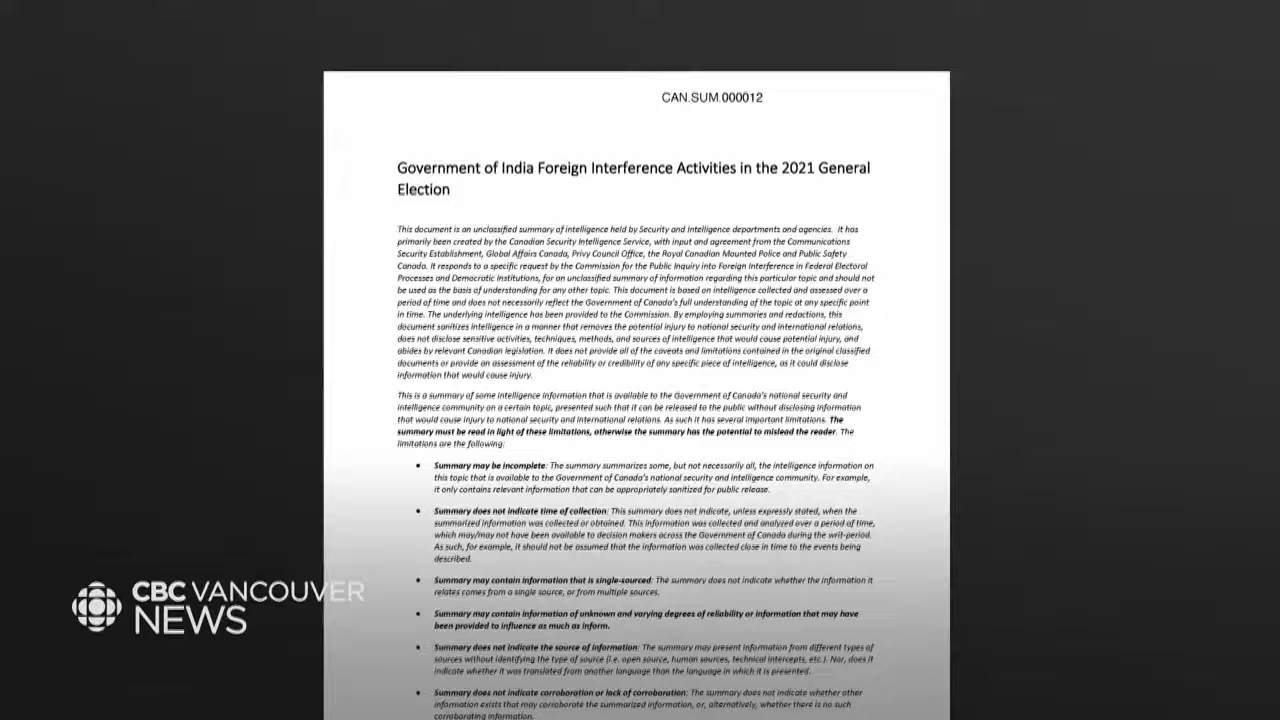 CAN.SUM.000012
Government of India Foreign Interference Activities in the 2021 General
Election
This document is an unclassified summary of intelligence held by Security and Intelligence departments and agencies. It has
primarily been created by the Canadian Security Intelligence Service, with input and agreement from the Communications
Security Establishment, Global Affairs Canada, Privy Council Office, the Royal Canadian Mounted Police and Public Safety
Canada. It responds to a specific request by the Commission for the Public Inquiry into Foreign Interference in Federal Electoral
Processes and Democratic Institutions, for an unclassified summary of information regarding this particular topic and should not
be used as the basis of understanding for any other topic. This document is based on intelligence collected and assessed over a
period of time and does not necessarily reflect the Government of Canada's full understanding of the topic at any specific point
in time. The underlying intelligence has been provided to the Commission. By employing summaries and redactions, this
document sanitizes intelligence in a manner that removes the potential injury to national security and international relations,
does not disclose sensitive activities, techniques, methods, and sources of intelligence that would cause potential injury, and
abides by relevant Canadian legislation. It does not provide all of the caveats and limitations contained in the original classified
documents or provide an assessment of the reliability or credibility of any specific piece of intelligence, as it could disclose
information that would cause injury.
This is a summary of some intelligence information that is available to the Government of Canada's national security and
intelligence community on a certain topic, presented such that it can be released to the public without disclosing information
that would cause injury to national security and international relations. As such it has several important limitations. The
summary must be read in light of these limitations, otherwise the summary has the potential to mislead the reader. The
limitations are the following:
• Summary may be incomplete: The summary summarizes some, but not necessarily all, the intelligence information on
this topic that is available to the Government of Canada's national security and intelligence community. For example,
it only contains relevant information that can be appropriately sanitized for public release.
• Summary does not indicate time of collection: This summary does not indicate, unless expressly stated, when the
summarized information was collected or obtained. This information was collected and analyzed over a period of time,
which may/may not have been available to decision makers across the Government of Canada during the writ-period.
As such, for example, it should not be assumed that the information was collected close in time to the events being
described.
• Summary may contain information that is single-sourced: The summary does not indicate whether the information it
relates comes from a single source, or from multiple sources.
• Summary may contain information of unknown and varying degrees of reliability or information that may have
been provided to influence as much as inform.
• Summary does not indicate the source of information: The summary may present information from different types of
sources without identifying the type of source (i.e. open source, human sources, technical intercepts, etc.). Nor, does it
indicate whether it was translated from another language than the language in which it is presented.
• Summary does not indicate corroboration or lack of corroboration: The summary does not indicate whether other
information exists that may corroborate the summarized information, or, alternatively, whether there is no such
corroborating information.
CBC VANCOUVER
NEWS